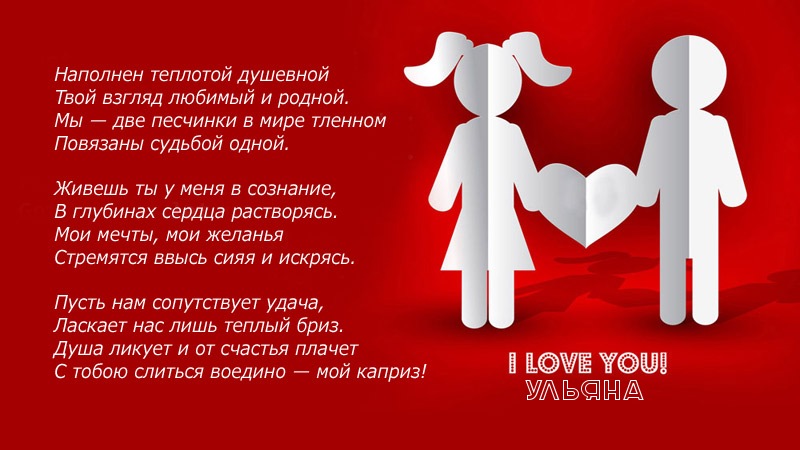 Наполнен теплотой душевной
Твой взгляд любимый и родной.
Мы — две песчинки в мире тленном
Повязаны судьбой одной.
Живешь ты у меня в сознание,
В глубинах сердца растворясь.
Мои мечты, мои желанья
Стремятся ввысь сияя и искрясь.
Пусть нам сопутствует удача,
Ласкает нас лишь теплый бриз.
Душа ликует и от счастья плачет
С тобою слиться воедино — мой каприз!
I LOVE YOU!
УЛЬЯНА